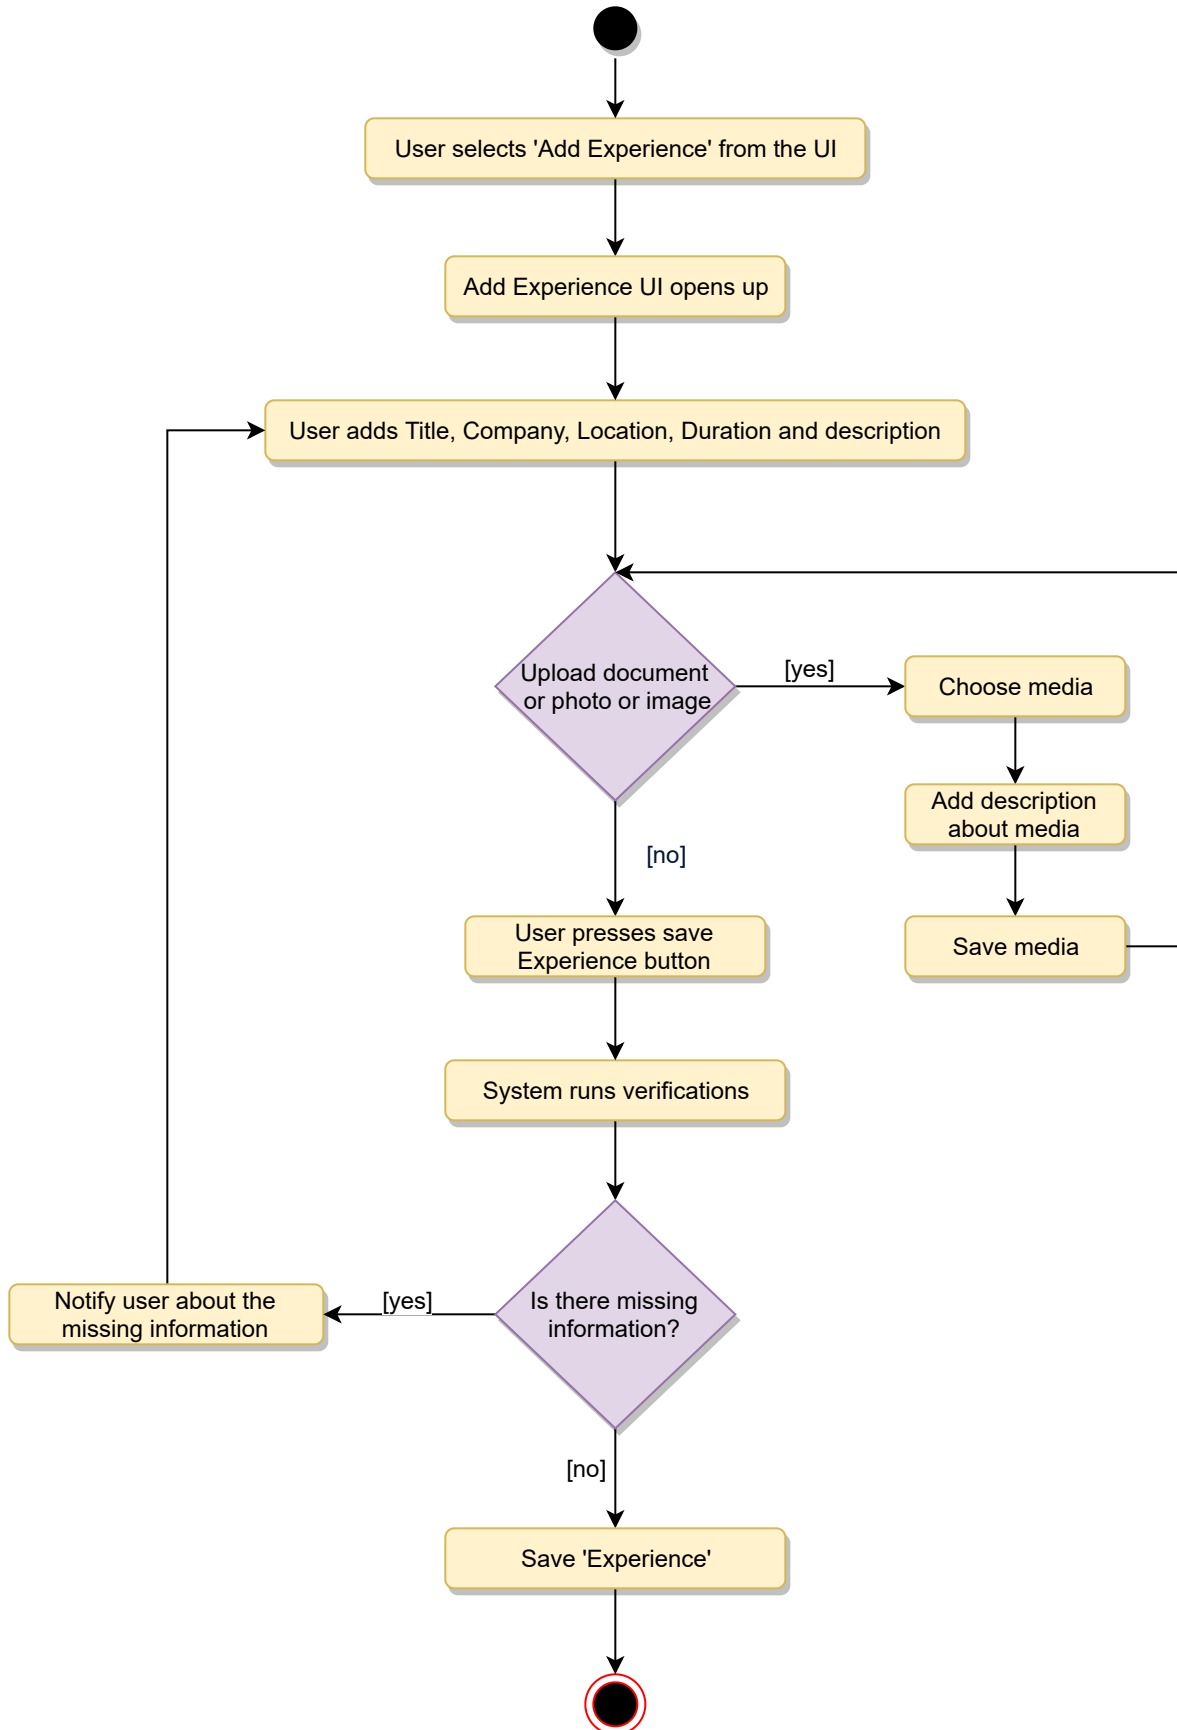 User selects 'Add Experience' from the UI
Add Experience UI opens up
User adds Title, Company, Location, Duration and description
Upload document
or photo or image
[yes]
Choose media
Add description
about media
Save media
[no]
User presses save
Experience button
System runs verifications
Is there missing
information?
[yes]
Notify user about the
missing information
[no]
Save 'Experience'